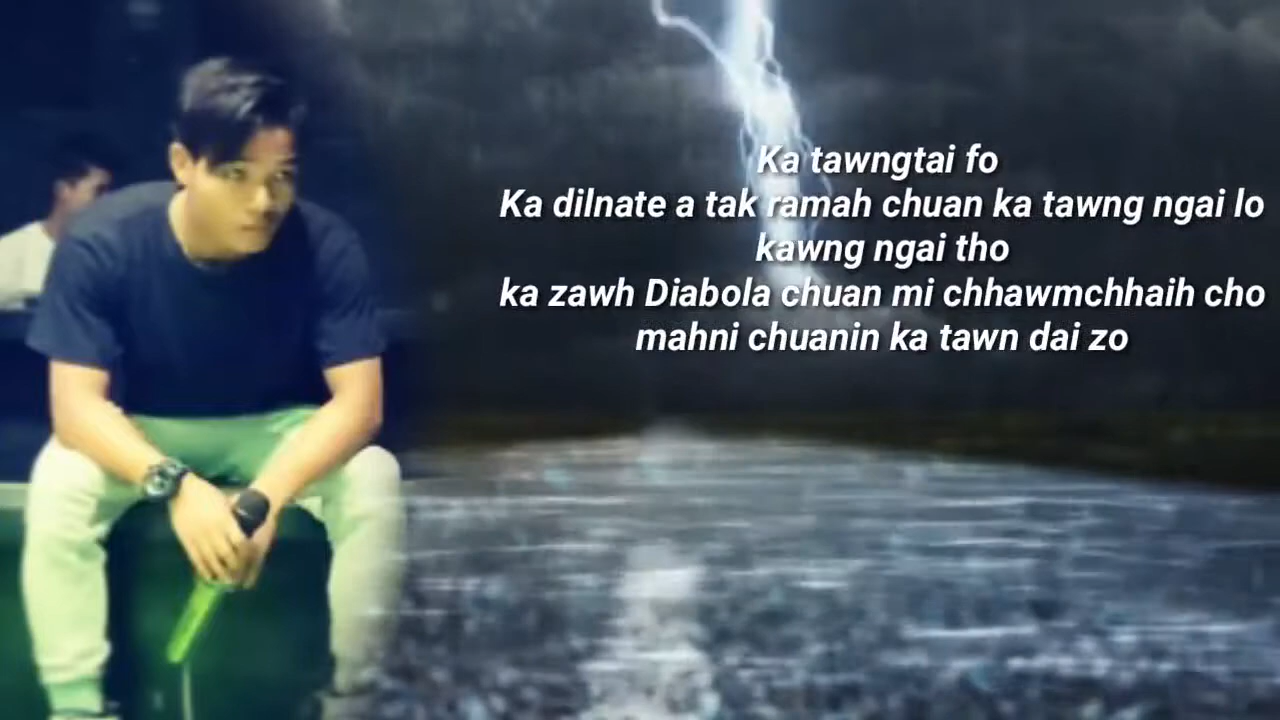 Ka tawngtai fo
Ka dilnate a tak ramah chuan ka tawng ngai lo
kawng ngai tho
ka zawh Diabola chuan mi chhawmchhaih cho
mahni chuanin ka tawn dai zo